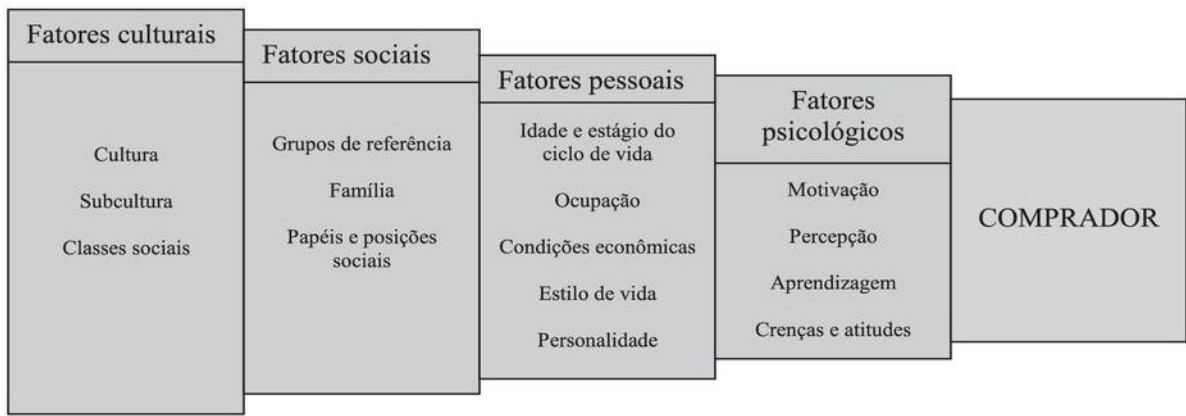 Fatores culturais
Cultura
Subcultura
Classes sociais
Fatores sociais
Grupos de referência
Família
Papéis e posições
sociais
Fatores pessoais
Idade e estágio do
ciclo de vida
Ocupação
Condições econômicas
Estilo de vida
Personalidade
Fatores
psicológicos
Motivação
Percepção
Aprendizagem
Crenças e atitudes
COMPRADOR